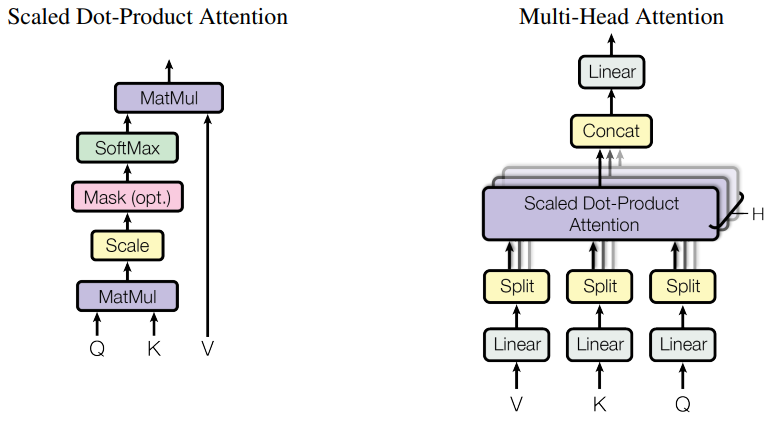 Scaled Dot-Product Attention
MatMul
SoftMax
Mask (opt.)
Scale
MatMul
Q K V
Multi-Head Attention
Linear
Concat
Scaled Dot-Product
Attention
H
Split Split Split
Linear Linear Linear
V K Q